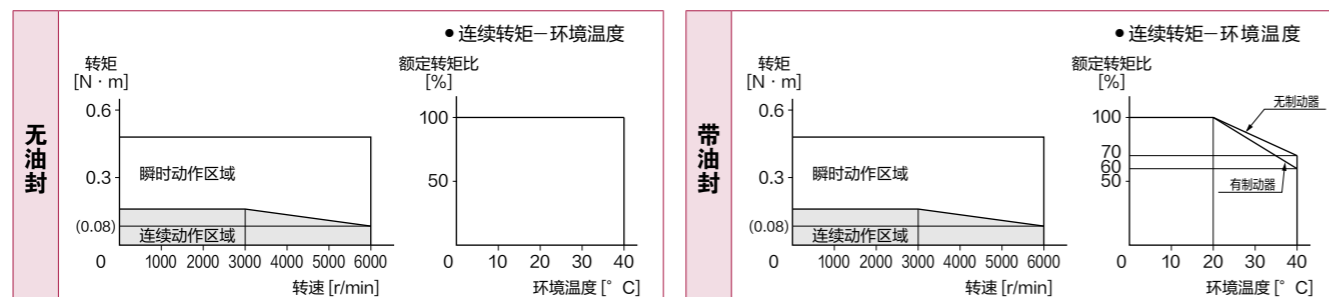 无油封
● 连续转矩－环境温度
转矩
[N · m]
0.6
0.3
(0.08)
瞬时动作区域
连续动作区域
0 1000 2000 3000 4000 5000 6000
转速 [r/min]
额定转矩比
[%]
100
50
0 10 20 30 40
环境温度 [° C]
带油封
● 连续转矩－环境温度
转矩
[N · m]
0.6
0.3
(0.08)
瞬时动作区域
连续动作区域
0 1000 2000 3000 4000 5000 6000
转速 [r/min]
额定转矩比
[%]
100
70
60
50
无制动器
有制动器
0 10 20 30 40
环境温度 [° C]